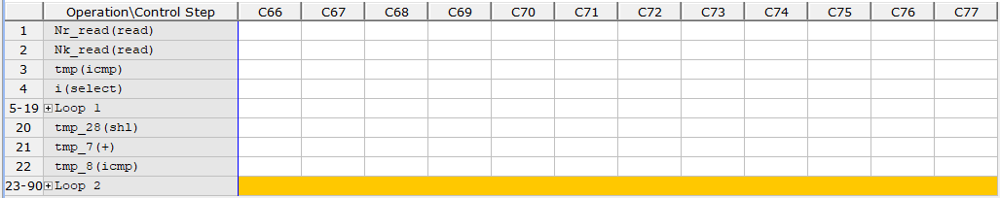 Operation\Control Step C66 C67 C68 C69 C70 C71 C72 C73 C74 C75 C76 C77
1 Nr_read(read)
2 Nk_read(read)
3 tmp(icmp)
4 i(select)
5-19 Loop 1
20 tmp_28(shl)
21 tmp_7(+)
22 tmp_8(icmp)
23-90 Loop 2